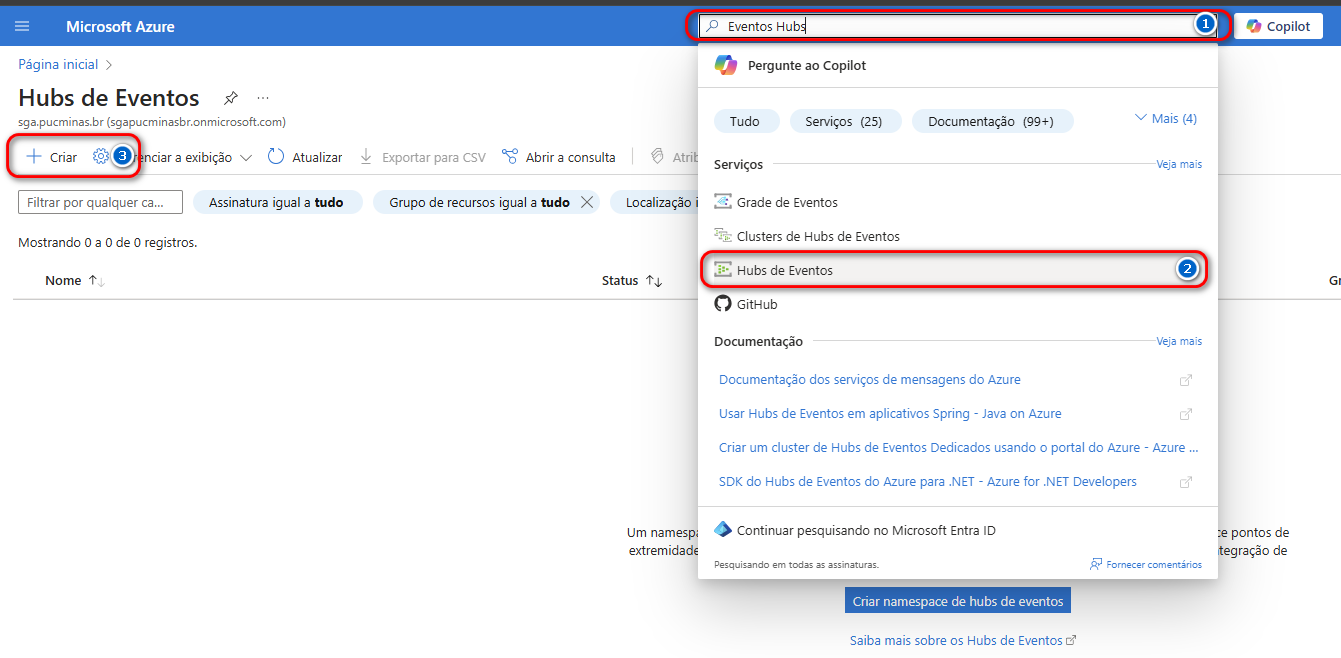 Microsoft Azure
Eventos Hubs
1
Copilot
Página inicial
Hubs de Eventos
...
sga.pucminas.br (sgapucminasbr.onmicrosoft.com)
Criar
3
enciar a exibição
Atualizar
Exportar para CSV
Abrir a consulta
Atrib
Filtrar por qualquer ca...
Assinatura igual a tudo
Grupo de recursos igual a tudo
Localização i
Mostrando 0 a 0 de 0 registros.
Nome
Status
Gr
Pergunte ao Copilot
Tudo
Serviços (25)
Documentação (99+)
Mais (4)
Serviços
Veja mais
Grade de Eventos
Clusters de Hubs de Eventos
Hubs de Eventos
2
GitHub
Documentação
Veja mais
Documentação dos serviços de mensagens do Azure
Usar Hubs de Eventos em aplicativos Spring - Java on Azure
Criar um cluster de Hubs de Eventos Dedicados usando o portal do Azure - Azure ...
SDK do Hubs de Eventos do Azure para .NET - Azure for .NET Developers
Continuar pesquisando no Microsoft Entra ID
Pesquisando em todas as assinaturas.
Fornecer comentários
Um namespa
ce pontos de
extremidade
tegração de
Criar namespace de hubs de eventos
Saiba mais sobre os Hubs de Eventos